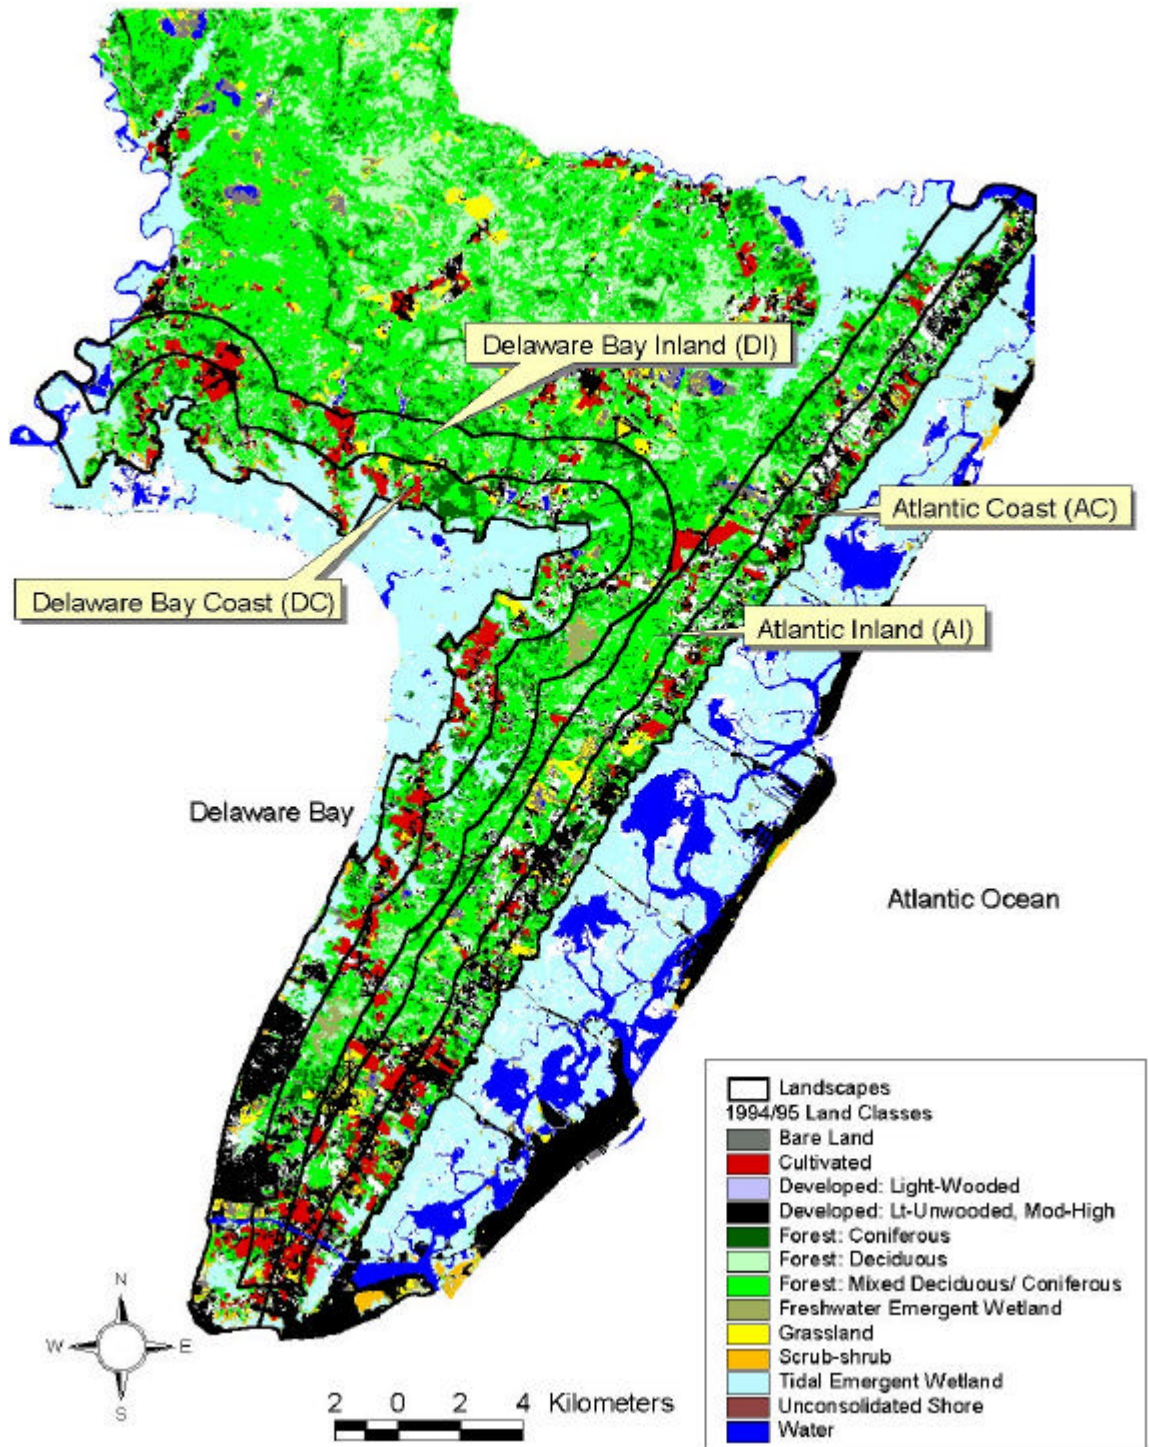 Delaware Bay Inland (DI)
Atlantic Coast (AC)
Delaware Bay Coast (DC)
Atlantic Inland (AI)
Delaware Bay
Atlantic Ocean
Landscapes
1994/95 Land Classes
Bare Land
Cultivated
Developed: Light-Wooded
Developed: Lt-Unwooded, Mod-High
Forest: Coniferous
Forest: Deciduous
Forest: Mixed Deciduous/ Coniferous
Freshwater Emergent Wetland
Grassland
Scrub-shrub
Tidal Emergent Wetland
Unconsolidated Shore
Water
N
W E
S
2 0 2 4 Kilometers